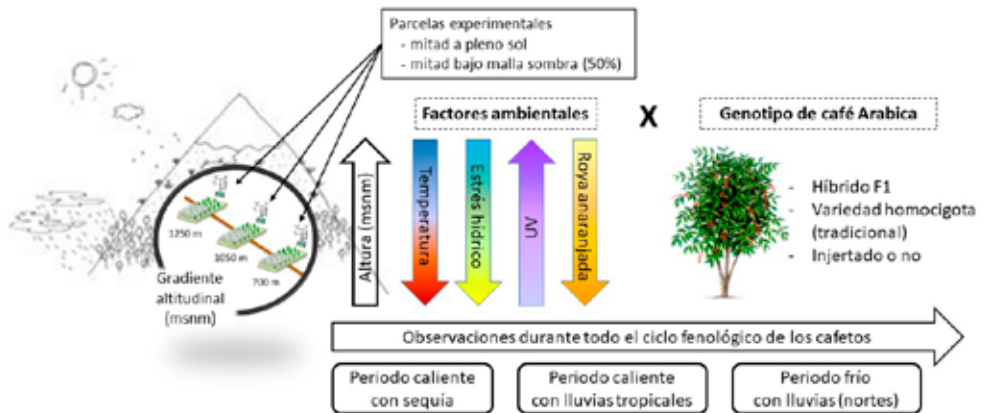 Parcelas experimentales
- mitad a pleno sol
- mitad bajo malla sombra (50%)
Factores ambientales
X
Genotipo de café Arabica
Altura (msnm)
Temperatura
Estrés hídrico
UV
Roya anaranjada
- Híbrido F1
- Variedad homocigota
(tradicional)
- Injertado o no
1250 m
1050 m
700 m
Gradiente
altitudinal
(msnm)
Observaciones durante todo el ciclo fenológico de los cafetos
Periodo caliente
con sequía
Periodo caliente
con lluvias tropicales
Periodo frío
con lluvias (nortes)